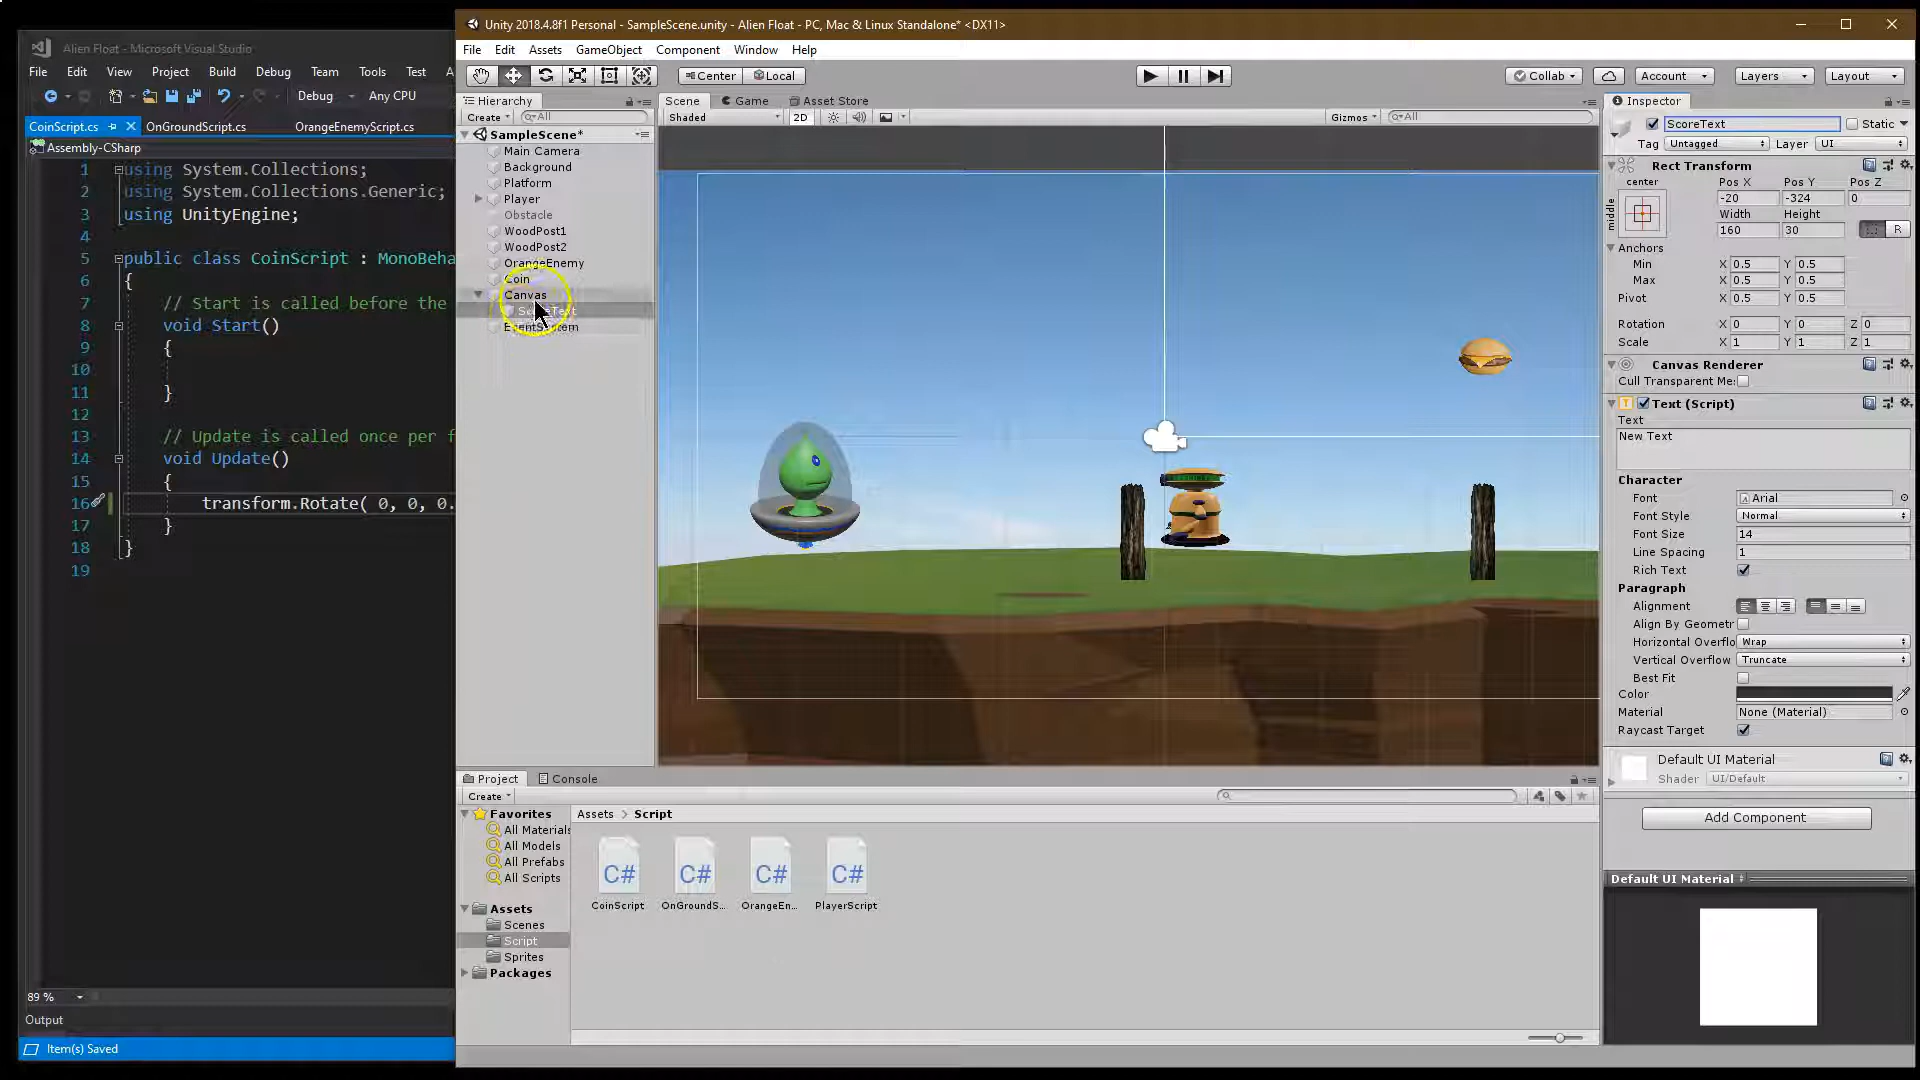 Alien Float - Microsoft Visual Studio
File Edit View Project Build Debug Team Tools Test A
Debug Any CPU
CoinScript.cs OnGroundScript.cs OrangeEnemyScript.cs
Assembly-CSharp
1 using System.Collections;
2 using System.Collections.Generic;
3 using UnityEngine;
4
5 public class CoinScript : MonoBeha
6 {
7 // Start is called before the
8 void Start()
9 {
10
11 }
12
13 // Update is called once per f
14 void Update()
15 {
16 transform.Rotate( 0, 0, 0.
17 }
18 }
19
89 %
Output
Item(s) Saved
Unity 2018.4.8f1 Personal - SampleScene.unity - Alien Float - PC, Mac & Linux Standalone* <DX11>
File Edit Assets GameObject Component Window Help
Center Local Collab Account Layers Layout
Hierarchy
Create All
SampleScene*
Main Camera
Background
Platform
Player
Obstacle
WoodPost1
WoodPost2
OrangeEnemy
Coin
Canvas
ScoreText
EventSystem
Scene Game Asset Store
Shaded 2D Gizmos All
Inspector
ScoreText Static
Tag Untagged Layer UI
Rect Transform
center Pos X Pos Y Pos Z
middle -20 -324 0
Width Height
160 30 R
Anchors
Min X 0.5 Y 0.5
Max X 0.5 Y 0.5
Pivot X 0.5 Y 0.5
Rotation X 0 Y 0 Z 0
Scale X 1 Y 1 Z 1
Canvas Renderer
Cull Transparent Me:
Text (Script)
Text
New Text
Character
Font Arial
Font Style Normal
Font Size 14
Line Spacing 1
Rich Text
Paragraph
Alignment
Align By Geometr
Horizontal Overflo Wrap
Vertical Overflow Truncate
Best Fit
Color
Material None (Material)
Raycast Target
Default UI Material
Shader UI/Default
Add Component
Default UI Material
Project Console
Create
Favorites
All Materials
All Models
All Prefabs
All Scripts
Assets
Scenes
Script
Sprites
Packages
Assets > Script
C# C# C# C#
CoinScript OnGroundS... OrangeEn... PlayerScript